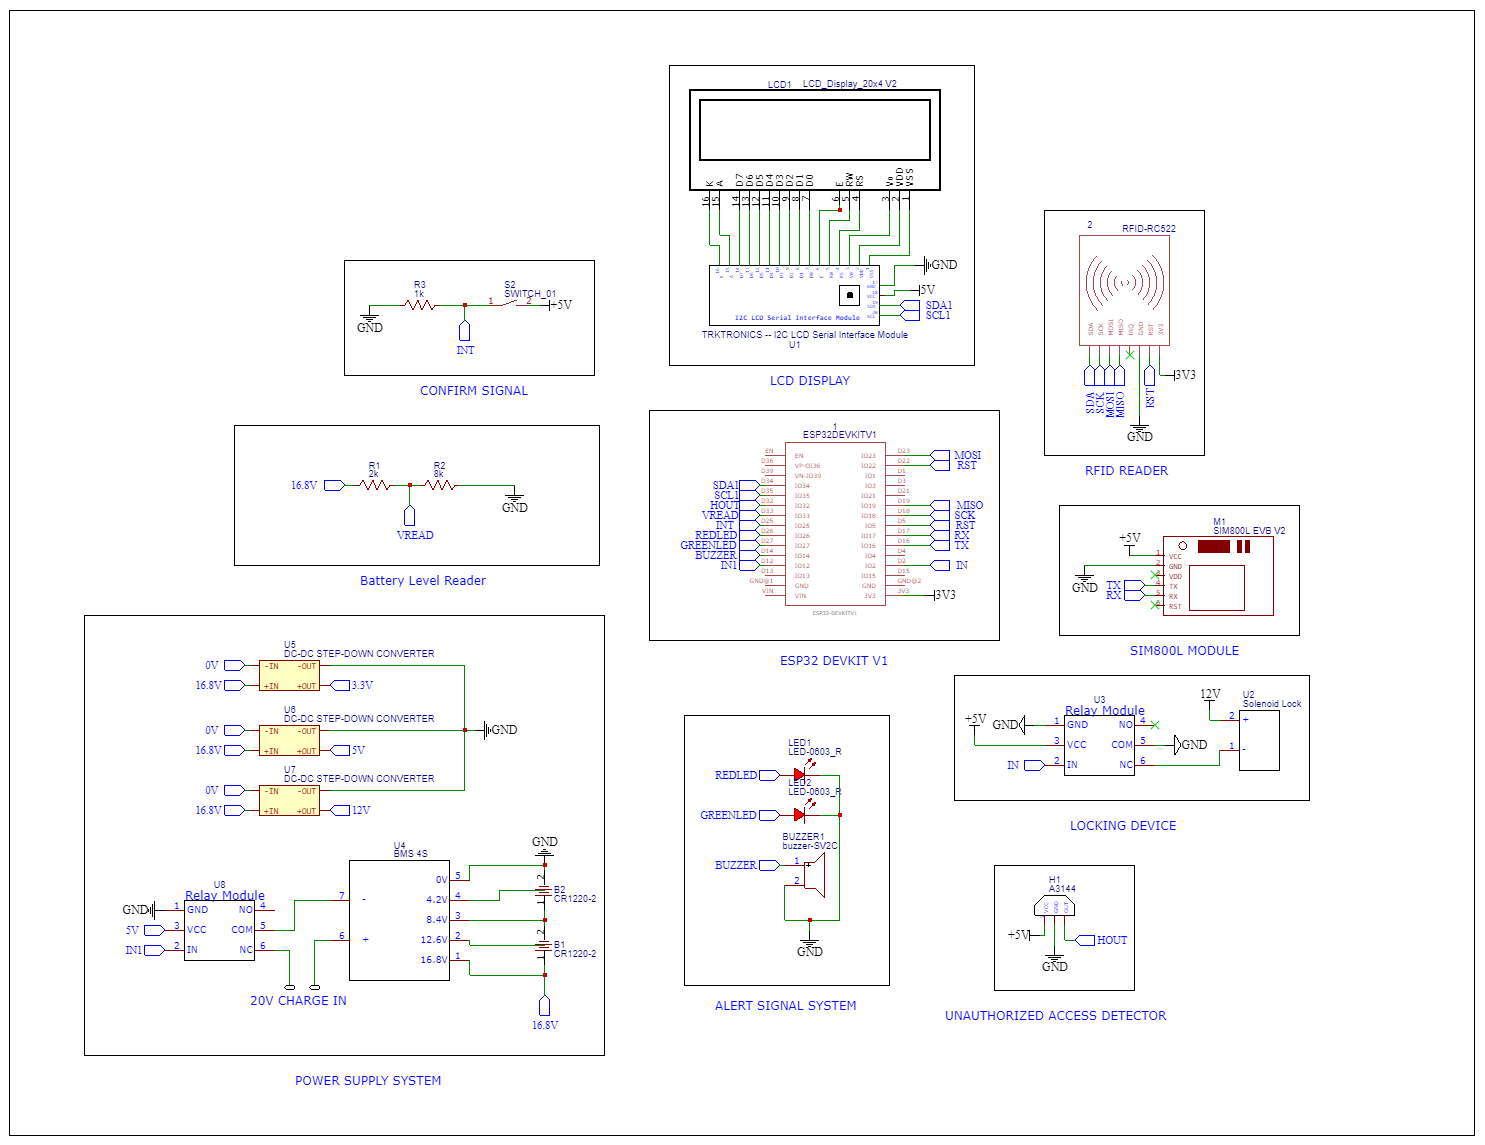 LCD1 LCD_Display_20x4 V2
K A D7 D6 D5 D4 D3 D2 D1 D0 E RW RS Vo VDD VSS
16 15 14 13 12 11 10 9 8 7 6 5 4 3 2 1
GND
5V
SDA1
SCL1
I2C LCD Serial Interface Module
TRKTRONICS -- I2C LCD Serial Interface Module
U1
LCD DISPLAY
2
RFID-RC522
SDA SCK MOSI MISO IRQ GND RST 3V3
3V3
SDA SCK MOSI MISO RST
GND
RFID READER
R3
1k
S2
SWITCH_01
1 2
+5V
GND
INT
CONFIRM SIGNAL
R1
2k
R2
8k
16.8V
GND
VREAD
Battery Level Reader
1
ESP32DEVKITV1
EN EN IO23 D23 MOSI
D36 VP-OI36 IO22 D22 RST
D39 VN-IO39 IO1 D1
SDA1 D34 IO34 IO3 D3
SCL1 D35 IO35 IO21 D21
HOUT D32 IO32 IO19 D19 MISO
VREAD D33 IO33 IO18 D18 SCK
INT D25 IO25 IO5 D5 RST
REDLED D26 IO26 IO17 D17 RX
GREENLED D27 IO27 IO16 D16 TX
BUZZER D14 IO14 IO4 D4
IN1 D12 IO12 IO2 D2 IN
D13 IO13 IO15 D15
GND@1 GND GND GND@2
VIN VIN 3V3 3V3 3V3
ESP32-DEVKITV1
ESP32 DEVKIT V1
M1
SIM800L EVB V2
+5V
1 VCC
2 GND
3 VDD
TX 4 TX
RX 5 RX
6 RST
GND
SIM800L MODULE
U5
DC-DC STEP-DOWN CONVERTER
0V -IN -OUT
16.8V +IN +OUT 3.3V
U6
DC-DC STEP-DOWN CONVERTER
0V -IN -OUT GND
16.8V +IN +OUT 5V
U7
DC-DC STEP-DOWN CONVERTER
0V -IN -OUT
16.8V +IN +OUT 12V
U8
Relay Module
GND 1 GND NO 4
5V 3 VCC COM 5
IN1 2 IN NC 6
20V CHARGE IN
U4
BMS 4S
7 -
6 +
0V 5
4.2V 4
8.4V 3
12.6V 2
16.8V 1
GND
2
B2
CR1220-2
1
2
B1
CR1220-2
1
16.8V
POWER SUPPLY SYSTEM
LED1
LED-0603_R
REDLED
LED2
LED-0603_R
GREENLED
BUZZER1
buzzer-SV2C
BUZZER 1 +
2
GND
ALERT SIGNAL SYSTEM
U3
Relay Module
+5V GND 1 GND NO 4
3 VCC COM 5 GND
IN 2 IN NC 6
12V
U2
Solenoid Lock
2 +
1 -
LOCKING DEVICE
H1
A3144
VCC GND OUT
+5V
HOUT
GND
UNAUTHORIZED ACCESS DETECTOR